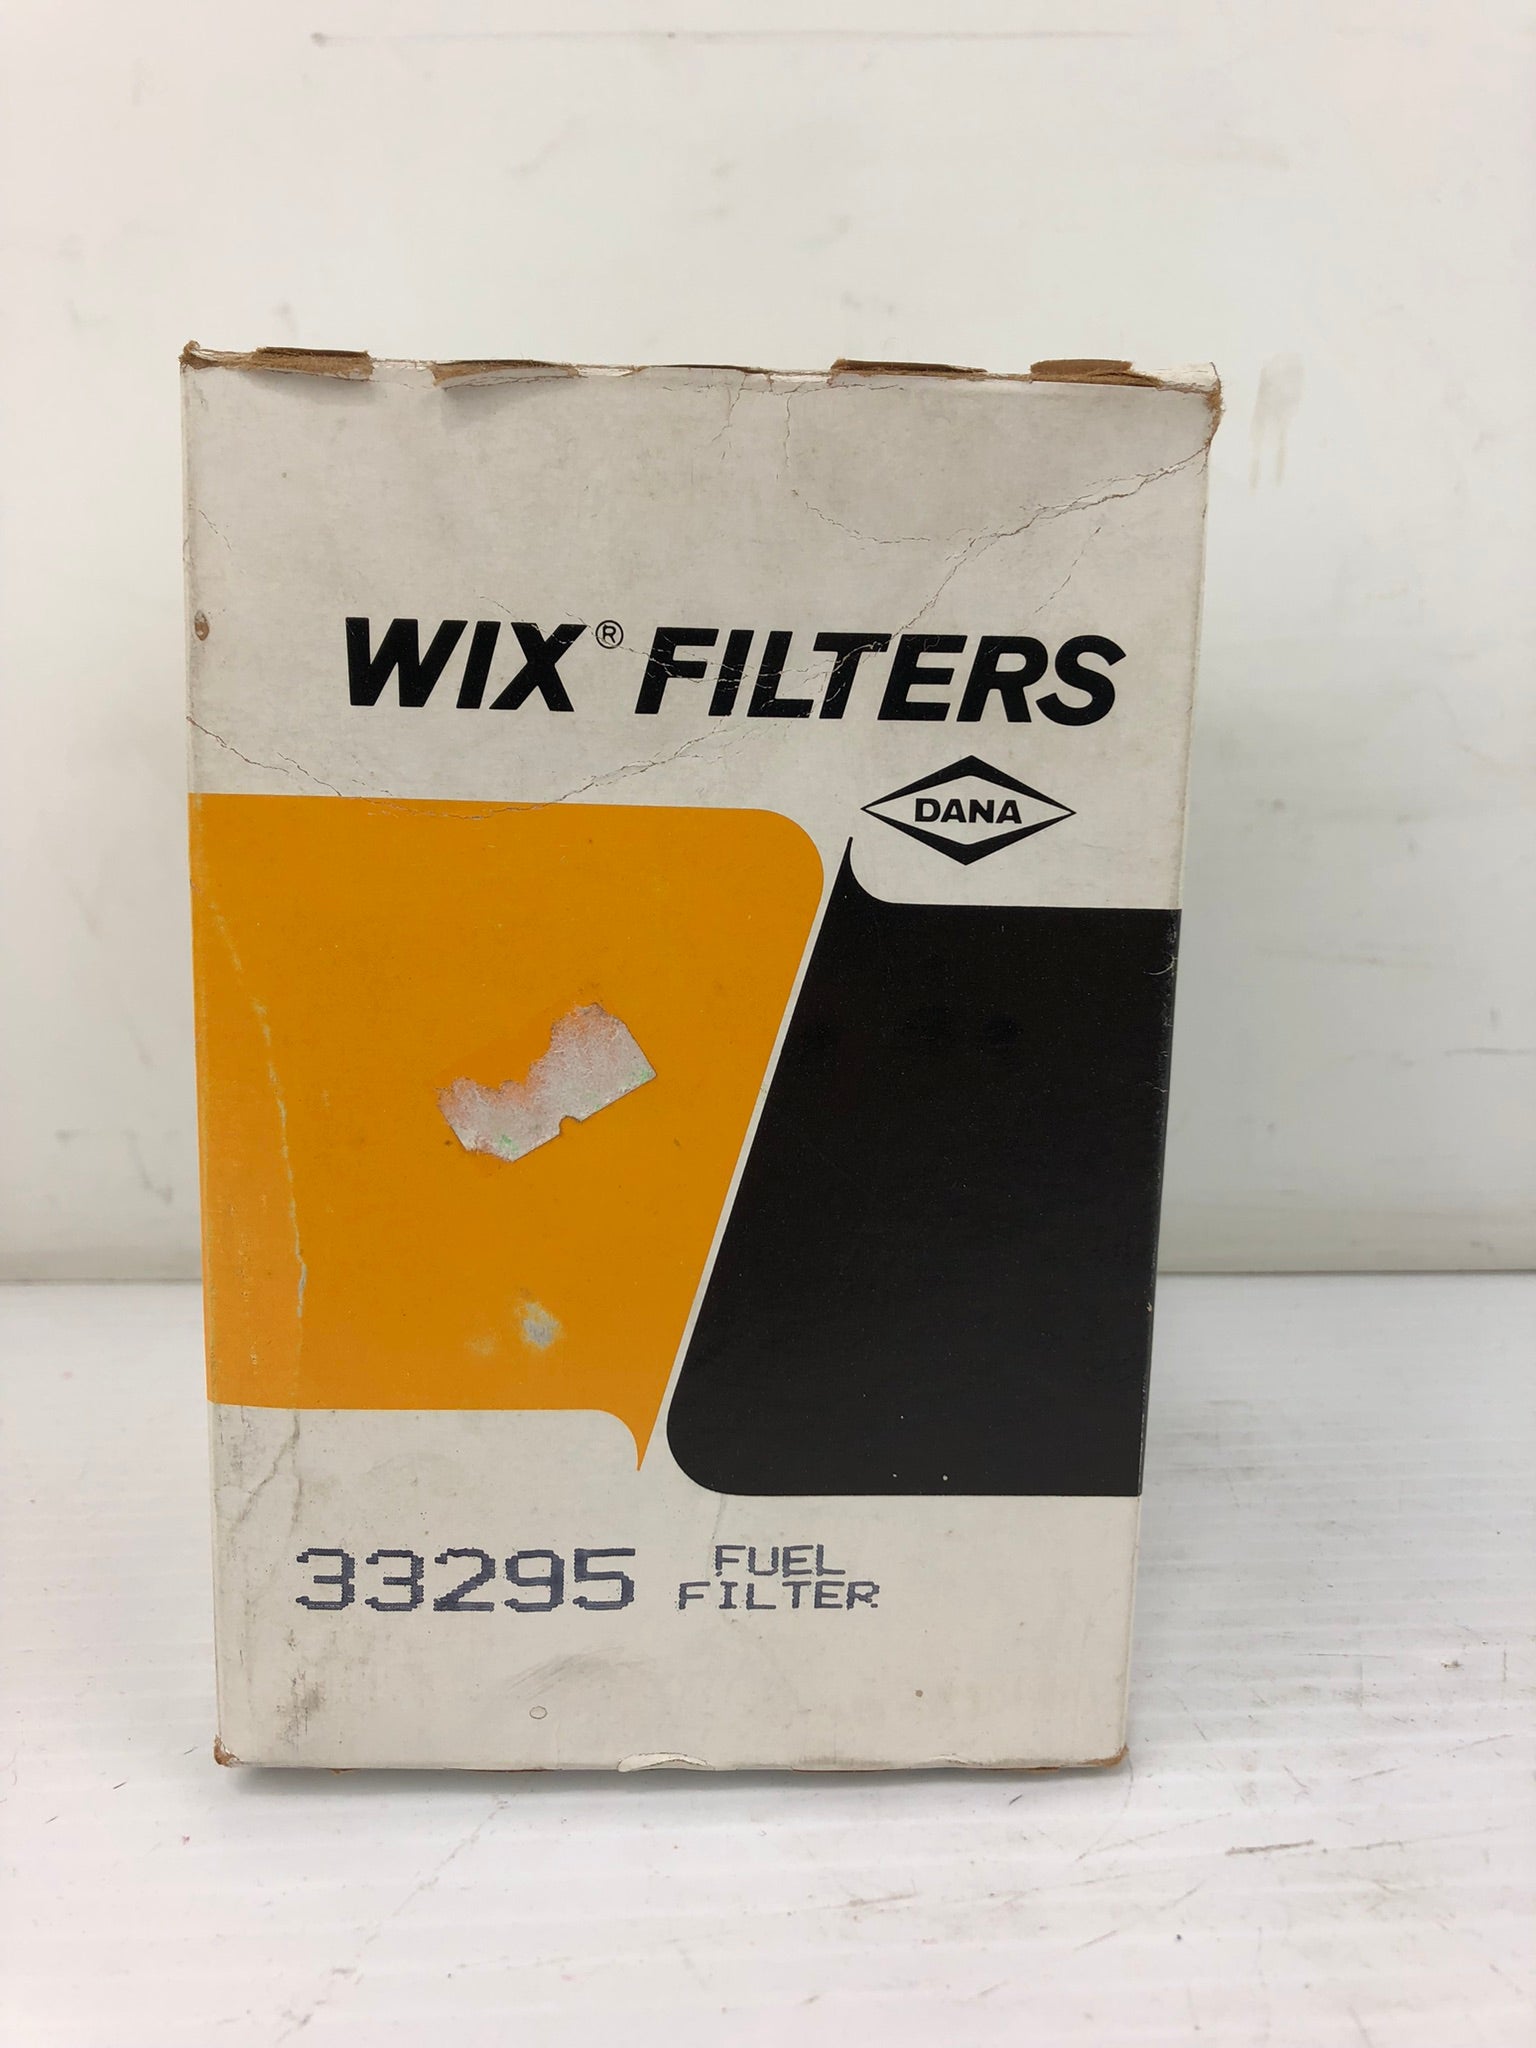 WIX® FILTERS
DANA
33295 FUEL
FILTER